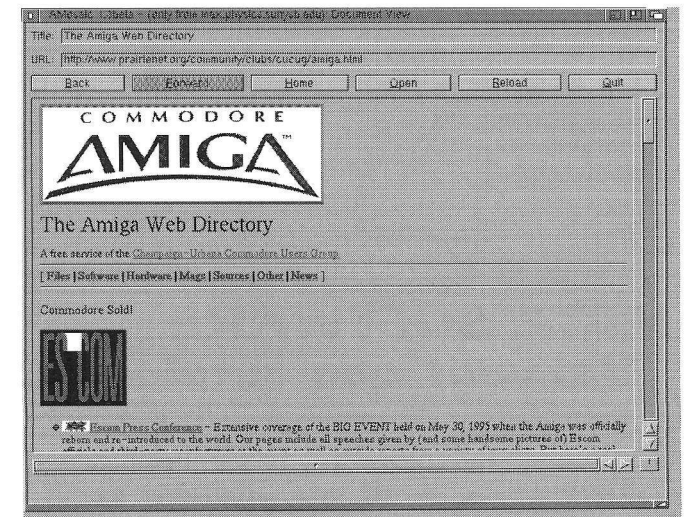 AMosaic 1.3beta - (only from max.physics.sunysb.edu) Document View
Title: The Amiga Web Directory
URL: http://www.prairienet.org/community/clubs/cucug/amiga.html
Back Forward Home Open Reload Quit
COMMODORE
AMIGA™
The Amiga Web Directory
A free service of the Champaign-Urbana Commodore Users Group
[ Files | Software | Hardware | Mags | Sources | Other | News ]
Commodore Sold!
ESCOM
Escom Press Conference - Extensive coverage of the BIG EVENT held on May 30, 1995 when the Amiga was officially
reborn and re-introduced to the world. Our pages include all speeches given by (and some handsome pictures of) Escom